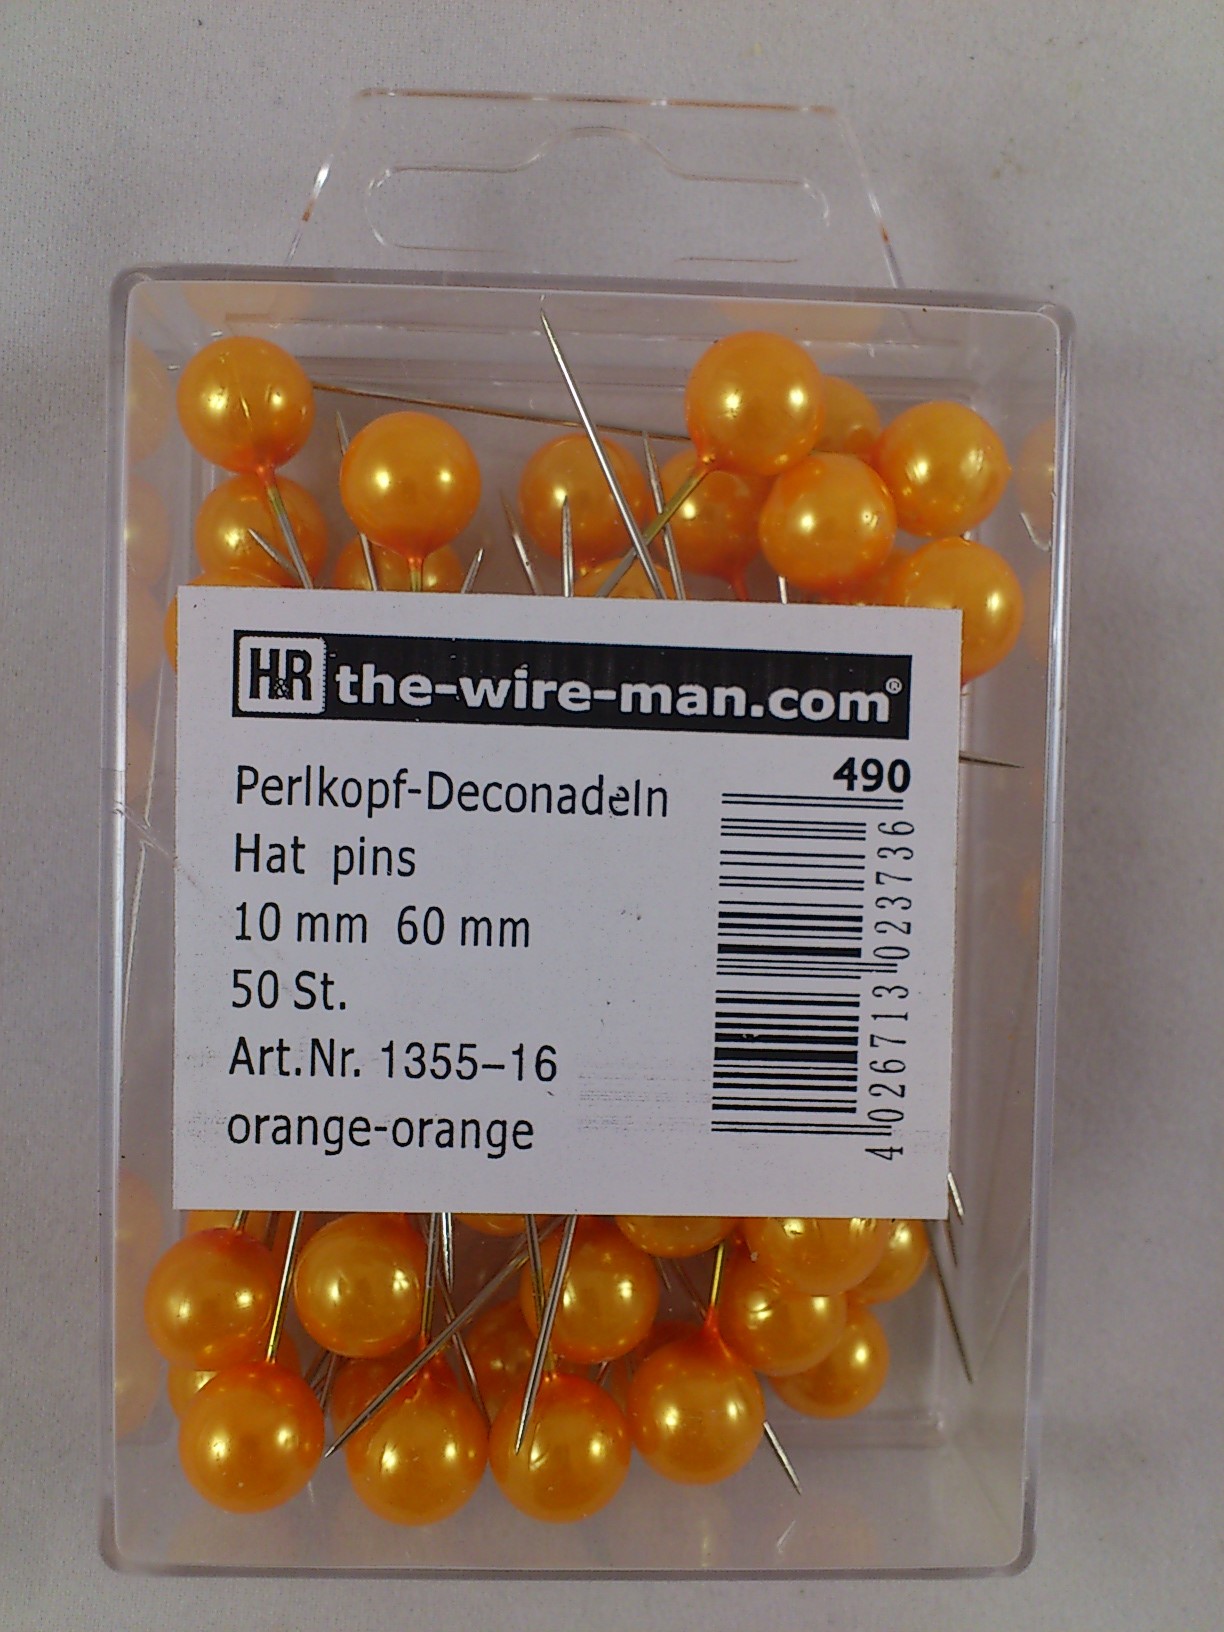 H&R the-wire-man.com®
490
Perlkopf-Deconadeln
Hat pins
10 mm 60 mm
50 St.
Art.Nr. 1355-16
orange-orange
4 026713 023736